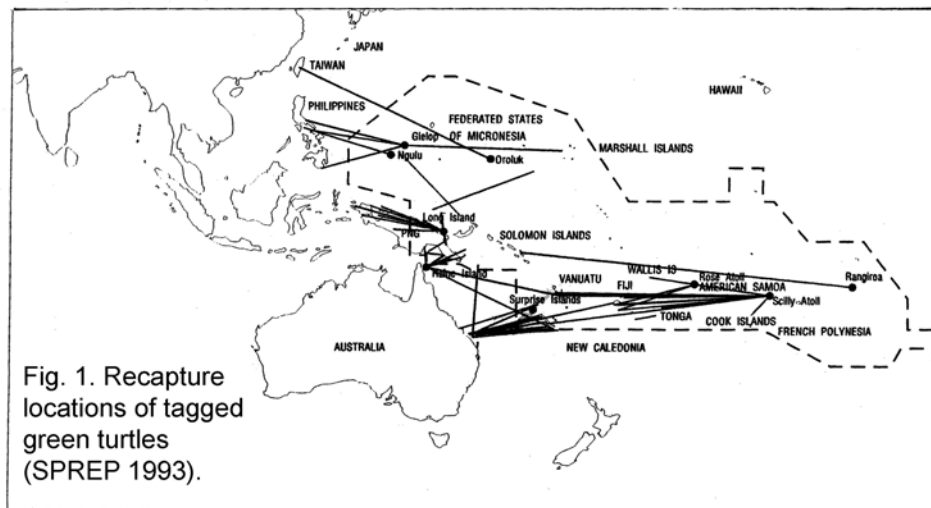 JAPAN
TAIWAN
HAWAII
PHILIPPINES
FEDERATED STATES
OF MICRONESIA
Gielop
MARSHALL ISLANDS
Ngulu
Oroluk
Long Island
PNG
SOLOMON ISLANDS
Raine Island
WALLIS IS
Rose Atoll
Rangiroa
VANUATU
FIJI
AMERICAN SAMOA
Surprise Islands
Scilly Atoll
TONGA
COOK ISLANDS
FRENCH POLYNESIA
AUSTRALIA
NEW CALEDONIA
Fig. 1. Recapture
locations of tagged
green turtles
(SPREP 1993).